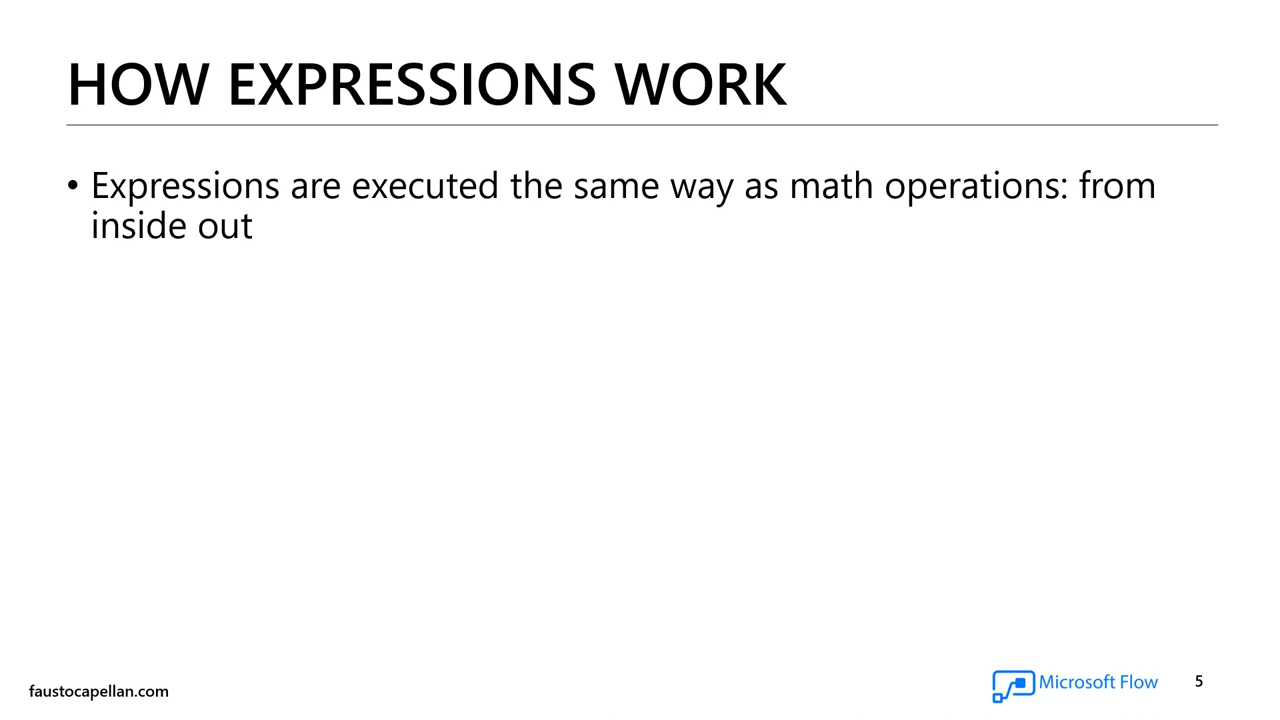 HOW EXPRESSIONS WORK
• Expressions are executed the same way as math operations: from
inside out
faustocapellan.com
Microsoft Flow
5